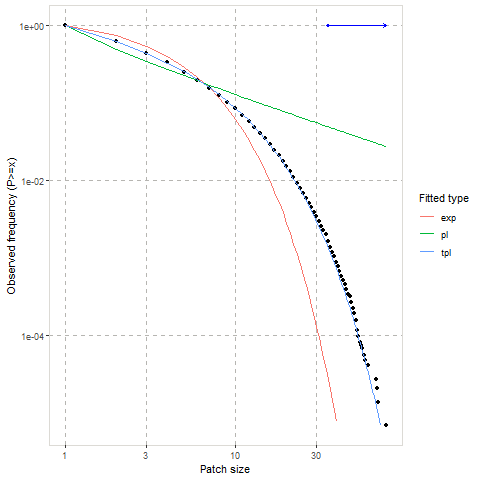 1e+00
1e-02
1e-04
Observed frequency (P>=x)
1 3 10 30
Patch size
Fitted type
exp
pl
tpl